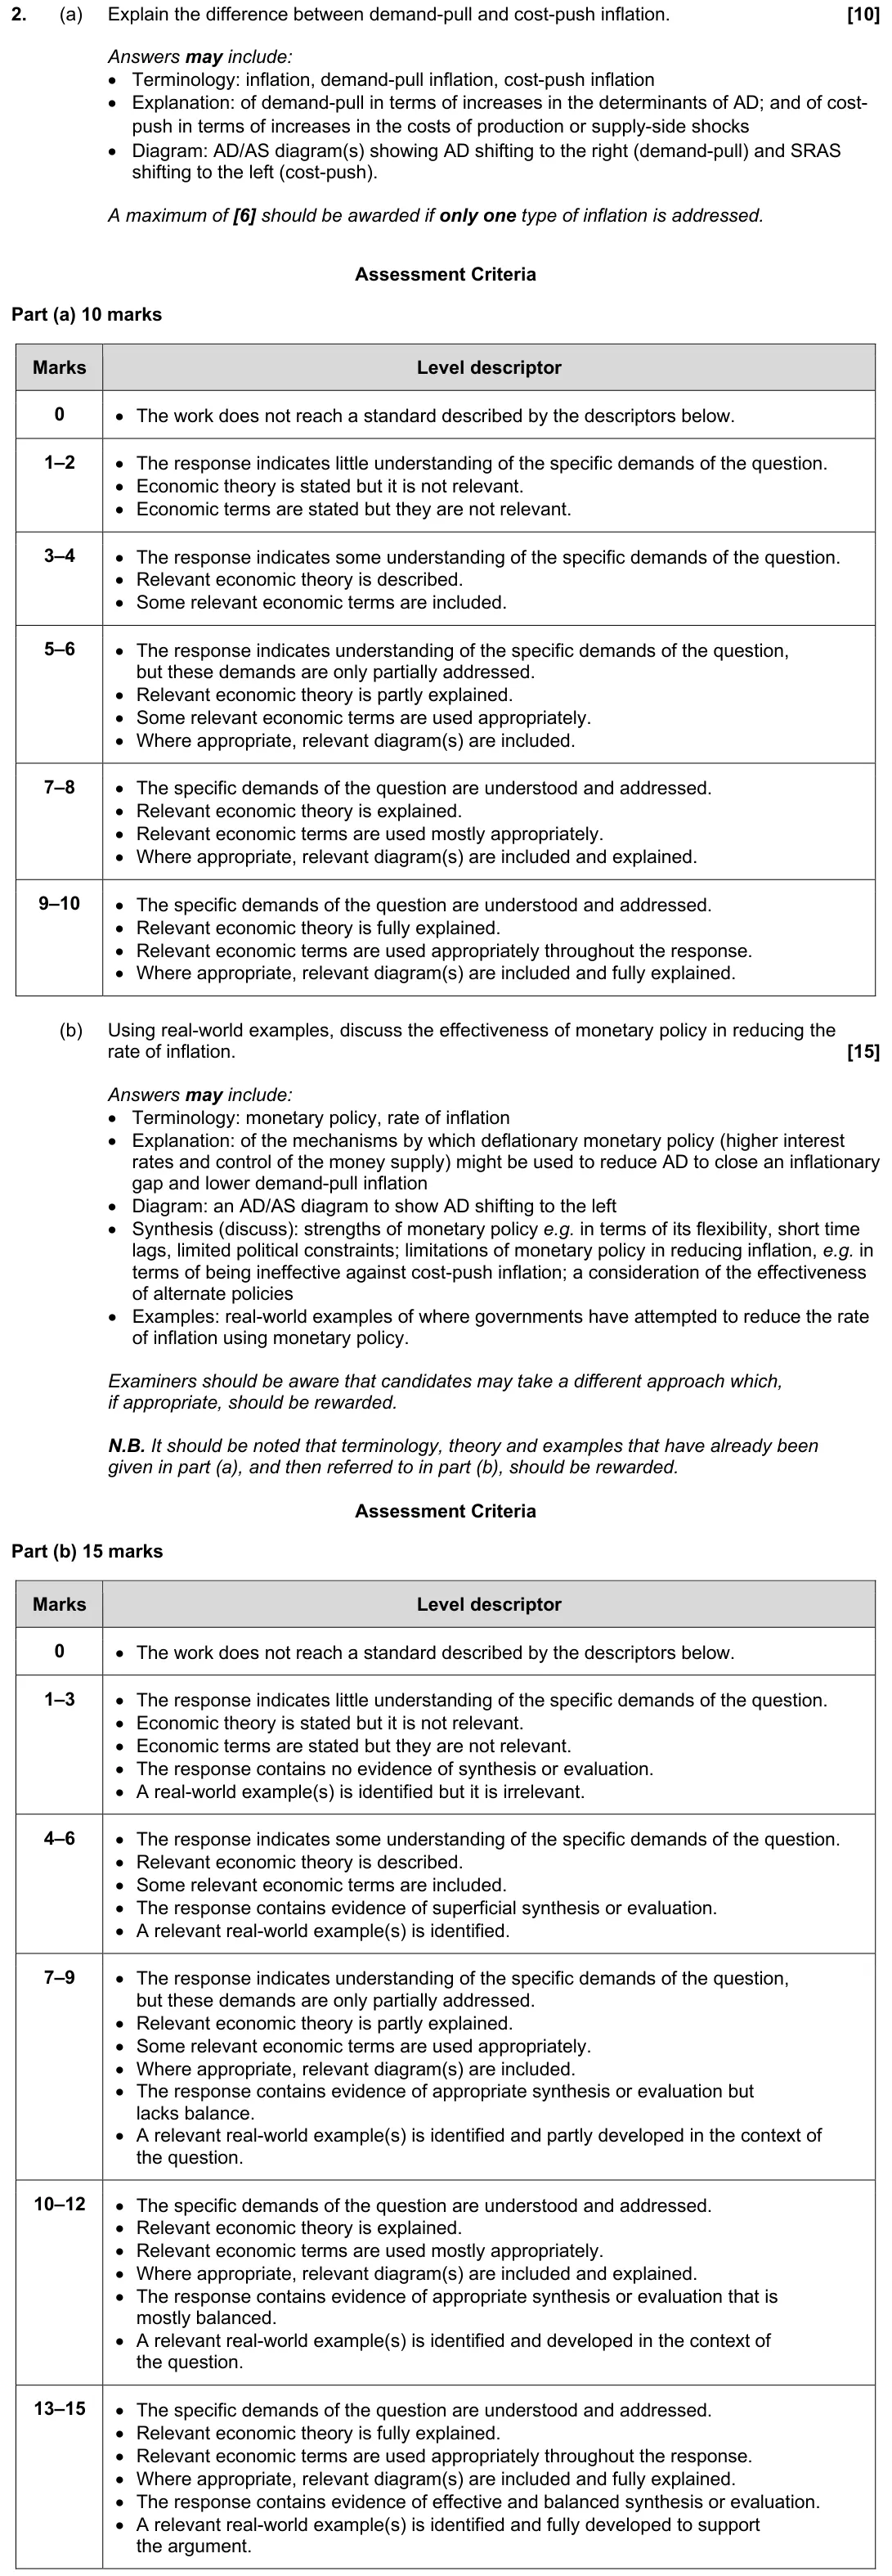 2. (a) Explain the difference between demand-pull and cost-push inflation. [10]
Answers may include:
• Terminology: inflation, demand-pull inflation, cost-push inflation
• Explanation: of demand-pull in terms of increases in the determinants of AD; and of cost-
push in terms of increases in the costs of production or supply-side shocks
• Diagram: AD/AS diagram(s) showing AD shifting to the right (demand-pull) and SRAS
shifting to the left (cost-push).
A maximum of [6] should be awarded if only one type of inflation is addressed.
Assessment Criteria
Part (a) 10 marks
Marks Level descriptor
0 • The work does not reach a standard described by the descriptors below.
1–2 • The response indicates little understanding of the specific demands of the question.
• Economic theory is stated but it is not relevant.
• Economic terms are stated but they are not relevant.
3–4 • The response indicates some understanding of the specific demands of the question.
• Relevant economic theory is described.
• Some relevant economic terms are included.
5–6 • The response indicates understanding of the specific demands of the question,
but these demands are only partially addressed.
• Relevant economic theory is partly explained.
• Some relevant economic terms are used appropriately.
• Where appropriate, relevant diagram(s) are included.
7–8 • The specific demands of the question are understood and addressed.
• Relevant economic theory is explained.
• Relevant economic terms are used mostly appropriately.
• Where appropriate, relevant diagram(s) are included and explained.
9–10 • The specific demands of the question are understood and addressed.
• Relevant economic theory is fully explained.
• Relevant economic terms are used appropriately throughout the response.
• Where appropriate, relevant diagram(s) are included and fully explained.
(b) Using real-world examples, discuss the effectiveness of monetary policy in reducing the
rate of inflation. [15]
Answers may include:
• Terminology: monetary policy, rate of inflation
• Explanation: of the mechanisms by which deflationary monetary policy (higher interest
rates and control of the money supply) might be used to reduce AD to close an inflationary
gap and lower demand-pull inflation
• Diagram: an AD/AS diagram to show AD shifting to the left
• Synthesis (discuss): strengths of monetary policy e.g. in terms of its flexibility, short time
lags, limited political constraints; limitations of monetary policy in reducing inflation, e.g. in
terms of being ineffective against cost-push inflation; a consideration of the effectiveness
of alternate policies
• Examples: real-world examples of where governments have attempted to reduce the rate
of inflation using monetary policy.
Examiners should be aware that candidates may take a different approach which,
if appropriate, should be rewarded.
N.B. It should be noted that terminology, theory and examples that have already been
given in part (a), and then referred to in part (b), should be rewarded.
Assessment Criteria
Part (b) 15 marks
Marks Level descriptor
0 • The work does not reach a standard described by the descriptors below.
1–3 • The response indicates little understanding of the specific demands of the question.
• Economic theory is stated but it is not relevant.
• Economic terms are stated but they are not relevant.
• The response contains no evidence of synthesis or evaluation.
• A real-world example(s) is identified but it is irrelevant.
4–6 • The response indicates some understanding of the specific demands of the question.
• Relevant economic theory is described.
• Some relevant economic terms are included.
• The response contains evidence of superficial synthesis or evaluation.
• A relevant real-world example(s) is identified.
7–9 • The response indicates understanding of the specific demands of the question,
but these demands are only partially addressed.
• Relevant economic theory is partly explained.
• Some relevant economic terms are used appropriately.
• Where appropriate, relevant diagram(s) are included.
• The response contains evidence of appropriate synthesis or evaluation but
lacks balance.
• A relevant real-world example(s) is identified and partly developed in the context of
the question.
10–12 • The specific demands of the question are understood and addressed.
• Relevant economic theory is explained.
• Relevant economic terms are used mostly appropriately.
• Where appropriate, relevant diagram(s) are included and explained.
• The response contains evidence of appropriate synthesis or evaluation that is
mostly balanced.
• A relevant real-world example(s) is identified and developed in the context of
the question.
13–15 • The specific demands of the question are understood and addressed.
• Relevant economic theory is fully explained.
• Relevant economic terms are used appropriately throughout the response.
• Where appropriate, relevant diagram(s) are included and fully explained.
• The response contains evidence of effective and balanced synthesis or evaluation.
• A relevant real-world example(s) is identified and fully developed to support
the argument.